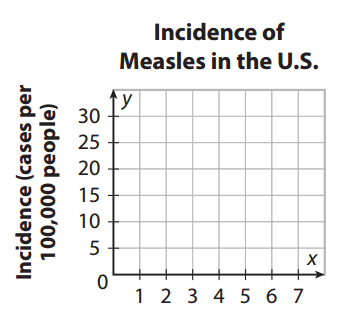 Incidence of
Measles in the U.S.
Incidence (cases per
100,000 people)
y
30
25
20
15
10
5
0
x
1 2 3 4 5 6 7